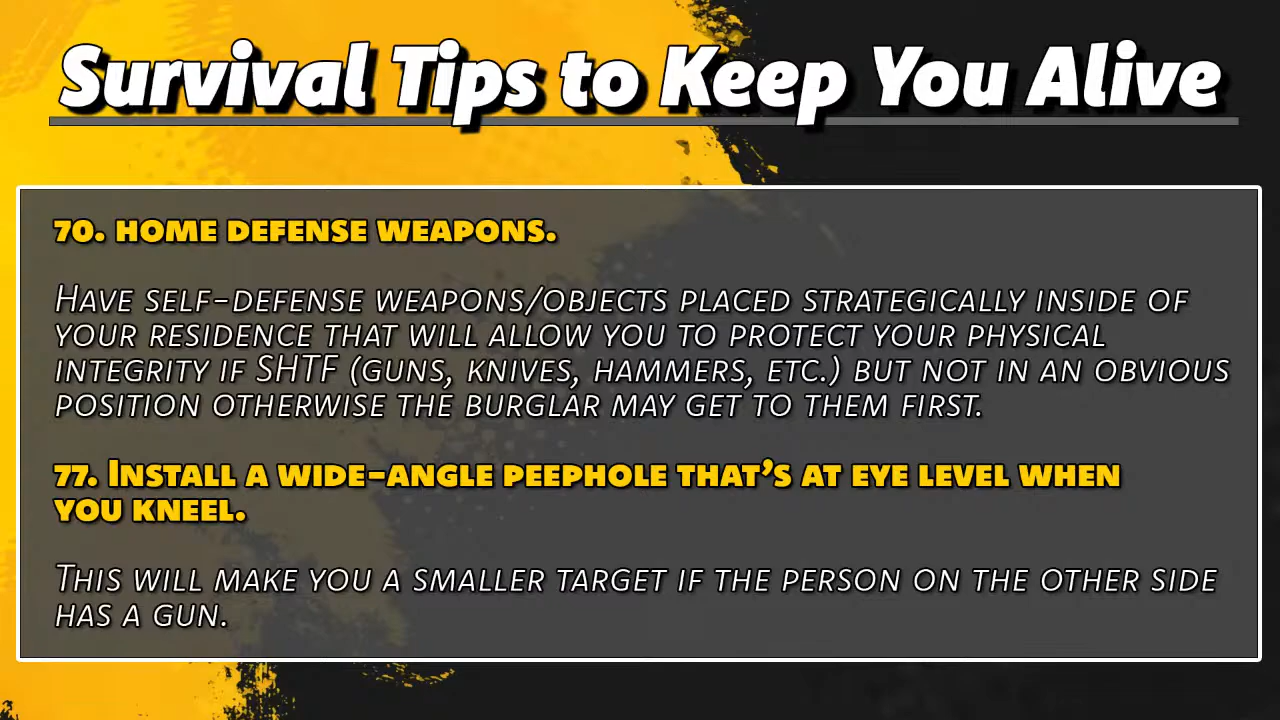 Survival Tips to Keep You Alive
70. HOME DEFENSE WEAPONS.
HAVE SELF-DEFENSE WEAPONS/OBJECTS PLACED STRATEGICALLY INSIDE OF
YOUR RESIDENCE THAT WILL ALLOW YOU TO PROTECT YOUR PHYSICAL
INTEGRITY IF SHTF (GUNS, KNIVES, HAMMERS, ETC.) BUT NOT IN AN OBVIOUS
POSITION OTHERWISE THE BURGLAR MAY GET TO THEM FIRST.
77. INSTALL A WIDE-ANGLE PEEPHOLE THAT'S AT EYE LEVEL WHEN
YOU KNEEL.
THIS WILL MAKE YOU A SMALLER TARGET IF THE PERSON ON THE OTHER SIDE
HAS A GUN.